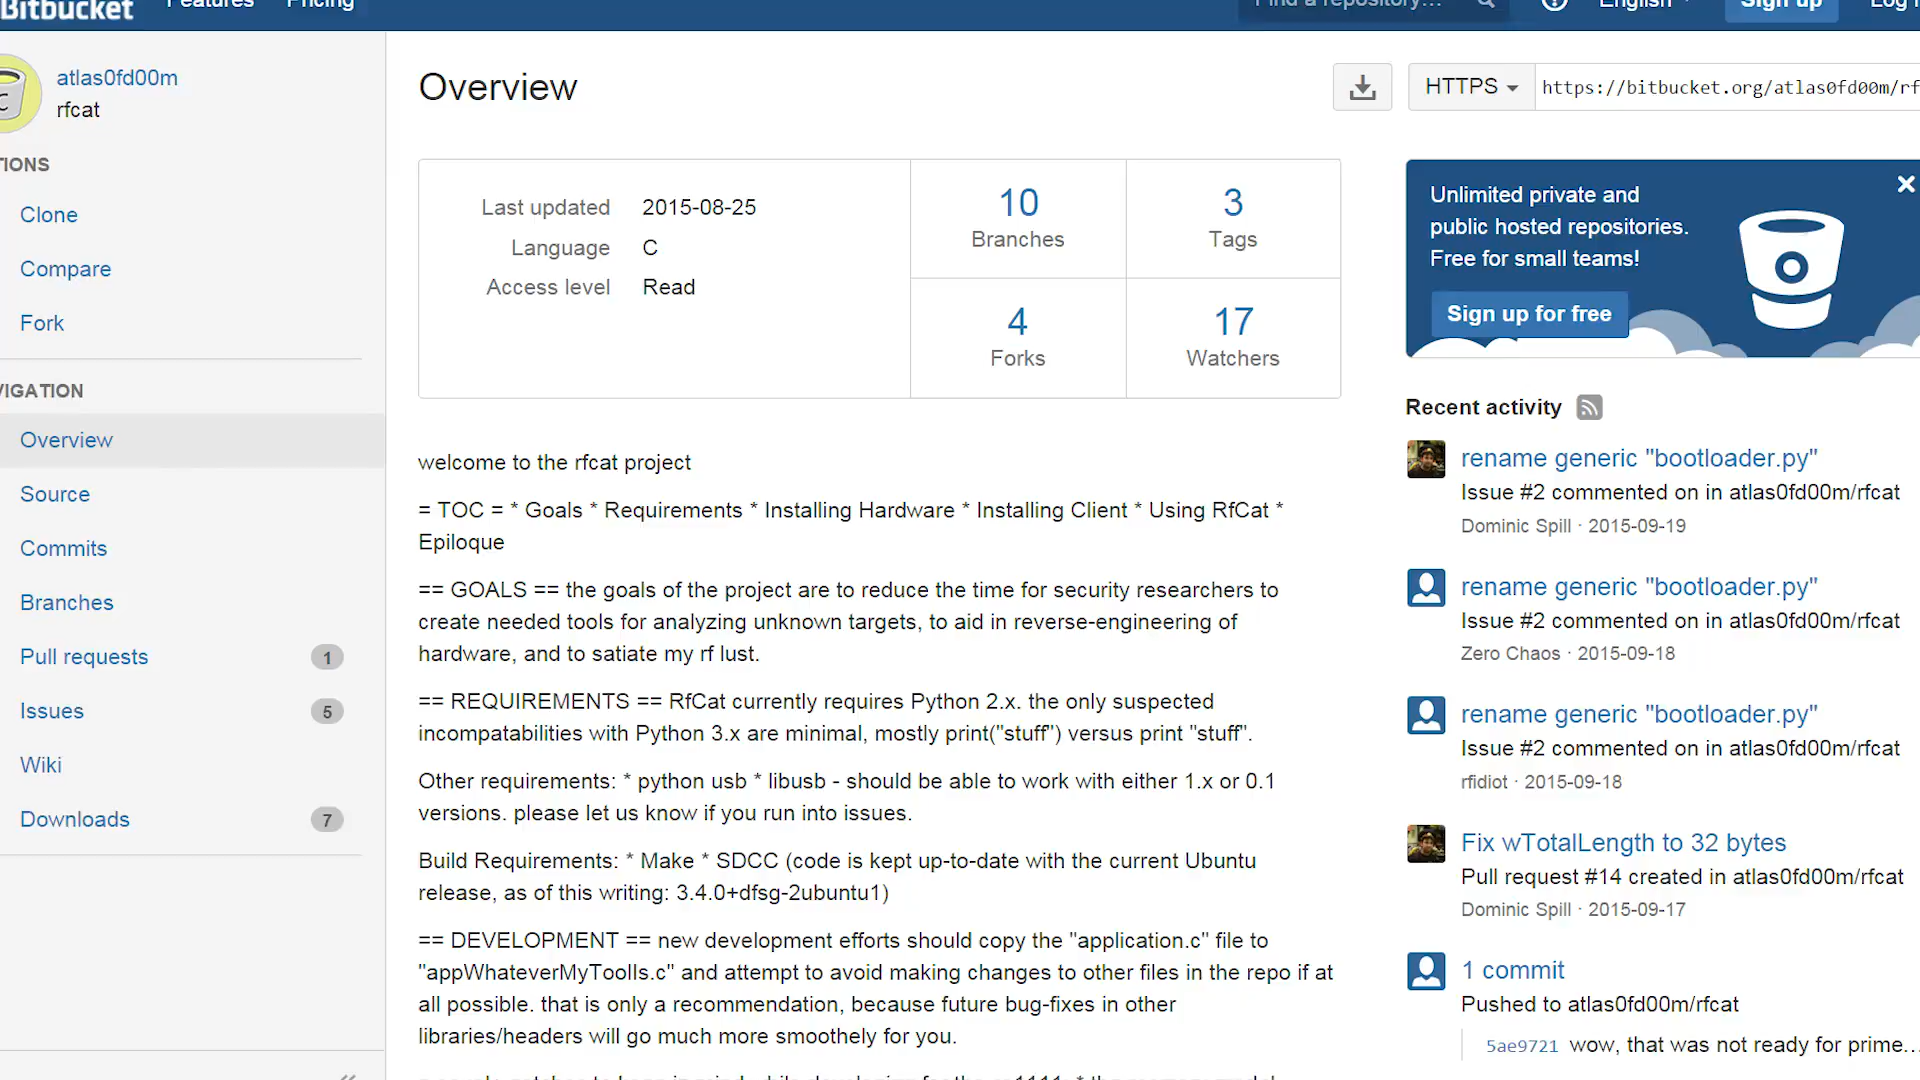 Bitbucket Features Pricing Find a repository... English Sign up Log i
atlas0fd00m
rfcat
TIONS
Clone
Compare
Fork
VIGATION
Overview
Source
Commits
Branches
Pull requests 1
Issues 5
Wiki
Downloads 7
Overview
HTTPS https://bitbucket.org/atlas0fd00m/rf
Last updated 2015-08-25
Language C
Access level Read
10
Branches
3
Tags
4
Forks
17
Watchers
welcome to the rfcat project
= TOC = * Goals * Requirements * Installing Hardware * Installing Client * Using RfCat *
Epiloque
== GOALS == the goals of the project are to reduce the time for security researchers to
create needed tools for analyzing unknown targets, to aid in reverse-engineering of
hardware, and to satiate my rf lust.
== REQUIREMENTS == RfCat currently requires Python 2.x. the only suspected
incompatabilities with Python 3.x are minimal, mostly print("stuff") versus print "stuff".
Other requirements: * python usb * libusb - should be able to work with either 1.x or 0.1
versions. please let us know if you run into issues.
Build Requirements: * Make * SDCC (code is kept up-to-date with the current Ubuntu
release, as of this writing: 3.4.0+dfsg-2ubuntu1)
== DEVELOPMENT == new development efforts should copy the "application.c" file to
"appWhateverMyToolIs.c" and attempt to avoid making changes to other files in the repo if at
all possible. that is only a recommendation, because future bug-fixes in other
libraries/headers will go much more smoothely for you.
Unlimited private and
public hosted repositories.
Free for small teams!
Sign up for free
Recent activity
rename generic "bootloader.py"
Issue #2 commented on in atlas0fd00m/rfcat
Dominic Spill · 2015-09-19
rename generic "bootloader.py"
Issue #2 commented on in atlas0fd00m/rfcat
Zero Chaos · 2015-09-18
rename generic "bootloader.py"
Issue #2 commented on in atlas0fd00m/rfcat
rfidiot · 2015-09-18
Fix wTotalLength to 32 bytes
Pull request #14 created in atlas0fd00m/rfcat
Dominic Spill · 2015-09-17
1 commit
Pushed to atlas0fd00m/rfcat
5ae9721 wow, that was not ready for prime...